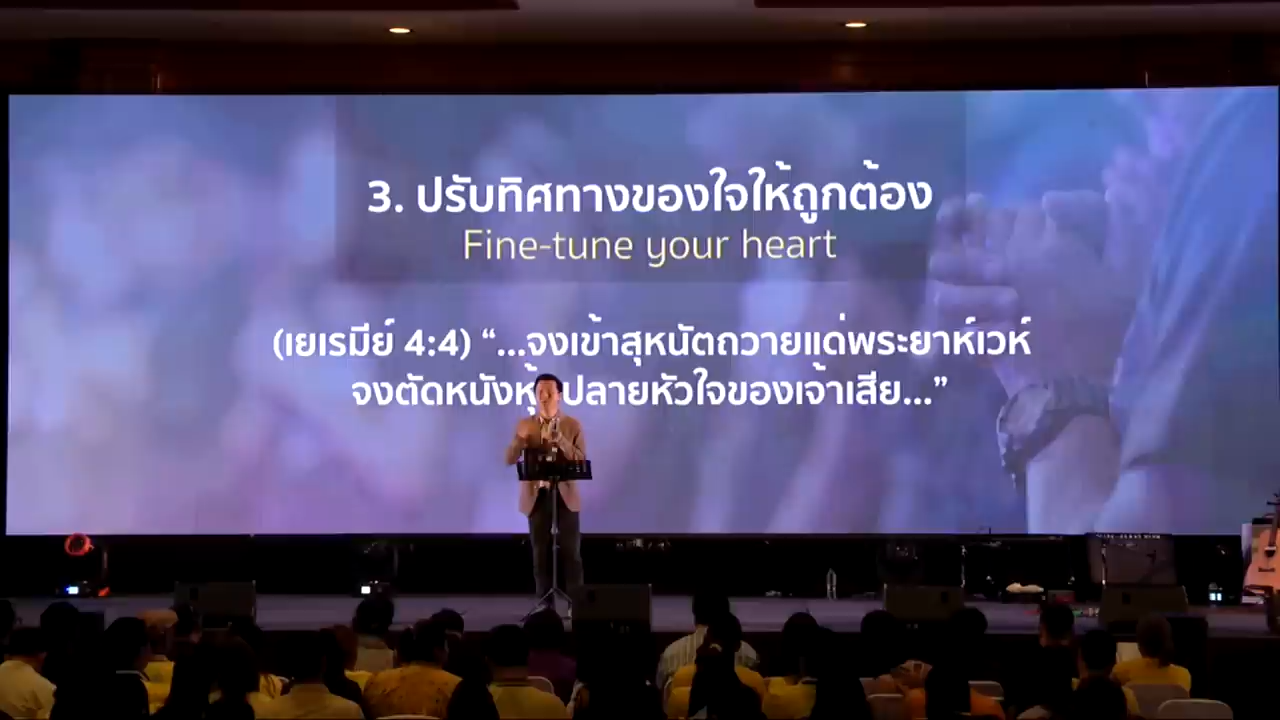 3. ปรับทิศทางของใจให้ถูกต้อง
Fine-tune your heart
(เยเรมีย์ 4:4) “...จงเข้าสุหนัตถวายแด่พระยาห์เวห์
จงตัดหนังหุ้ ปลายหัวใจของเจ้าเสีย...”